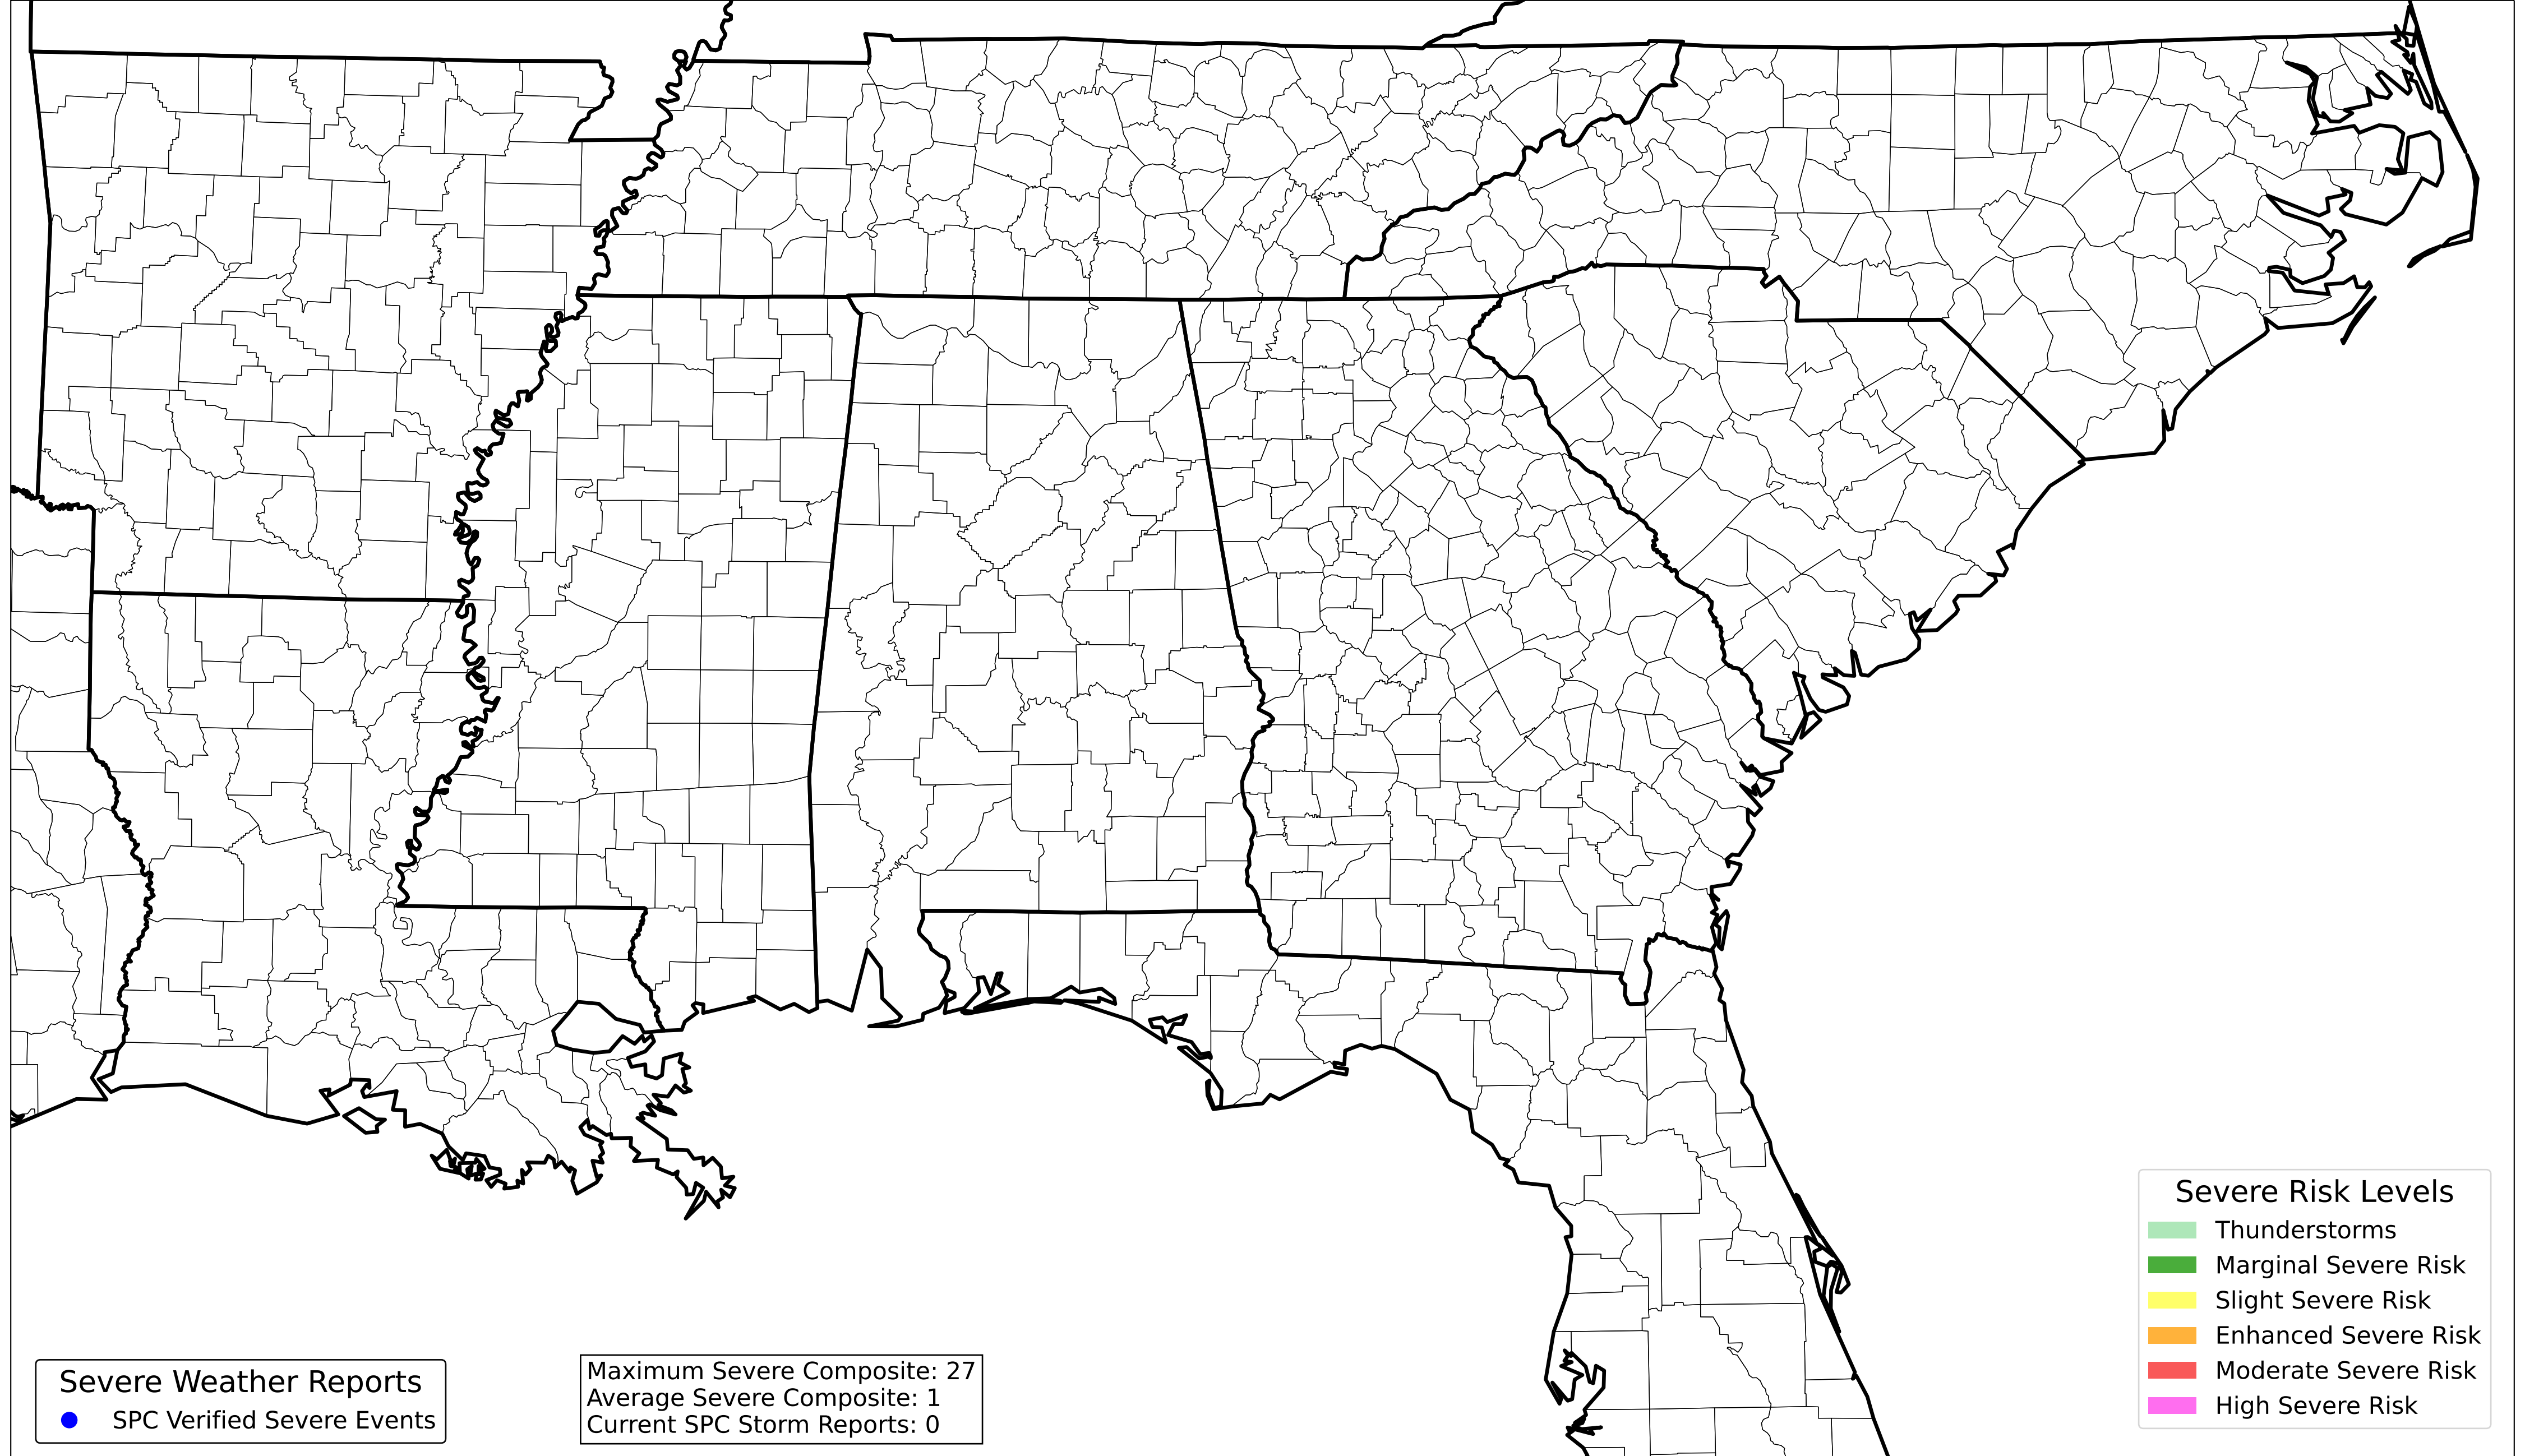 Severe Weather Reports
SPC Verified Severe Events
Maximum Severe Composite: 27
Average Severe Composite: 1
Current SPC Storm Reports: 0
Severe Risk Levels
Thunderstorms
Marginal Severe Risk
Slight Severe Risk
Enhanced Severe Risk
Moderate Severe Risk
High Severe Risk